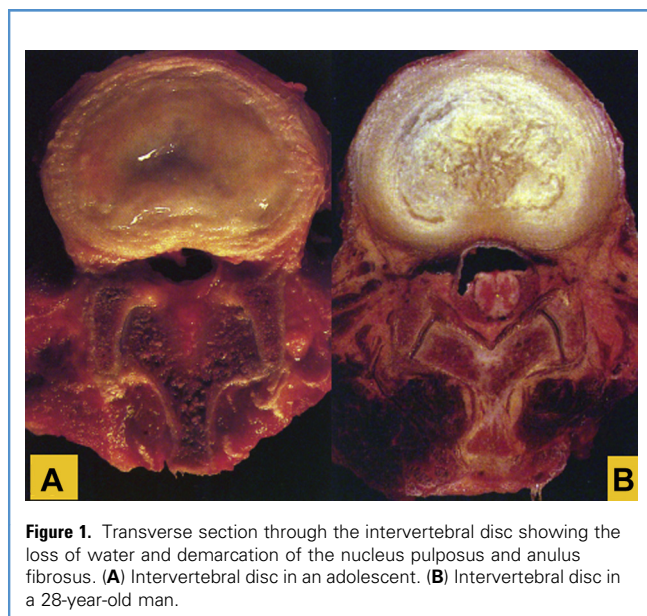 A
B
Figure 1. Transverse section through the intervertebral disc showing the
loss of water and demarcation of the nucleus pulposus and anulus
fibrosus. (A) Intervertebral disc in an adolescent. (B) Intervertebral disc in
a 28-year-old man.